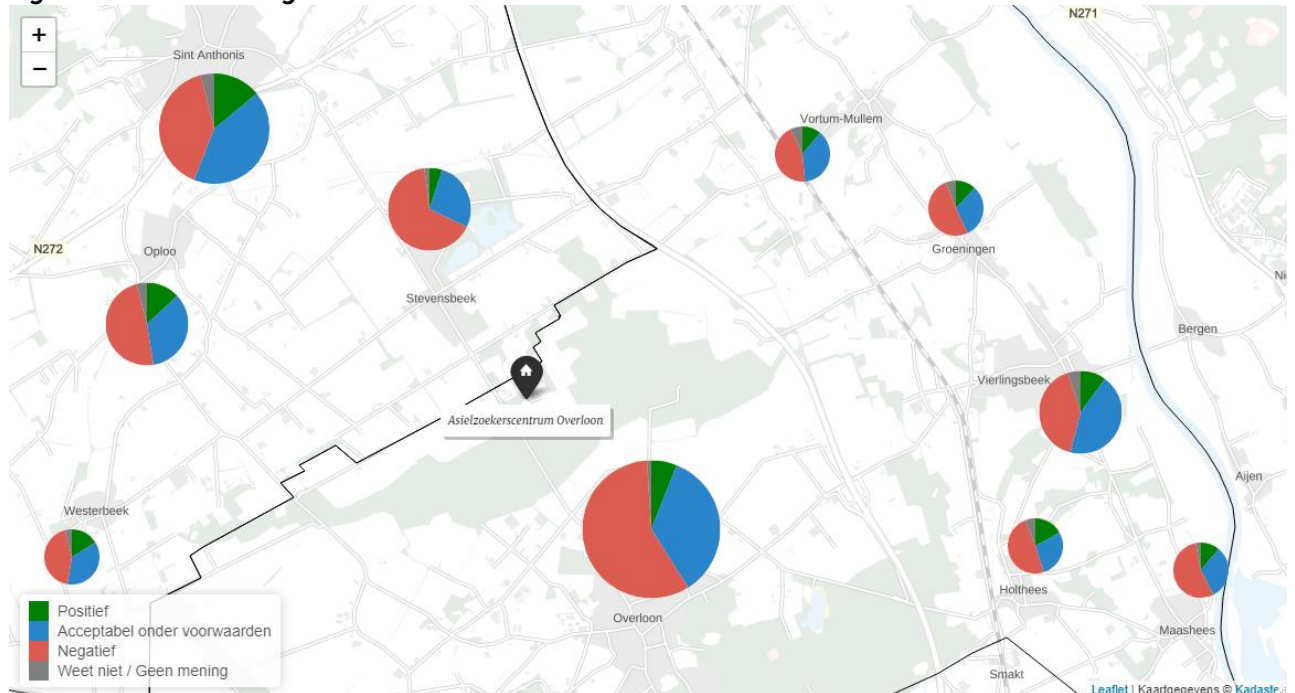 N271
+
−
Sint Anthonis
Vortum-Mullem
N272
Oploo
Groeningen
Stevensbeek
Bergen
Vierlingsbeek
Asielzoekerscentrum Overloon
Aijen
Westerbeek
Holthees
Positief
Acceptabel onder voorwaarden
Negatief
Weet niet / Geen mening
Overloon
Maashees
Smakt
Leaflet | Kaartgegevens ©